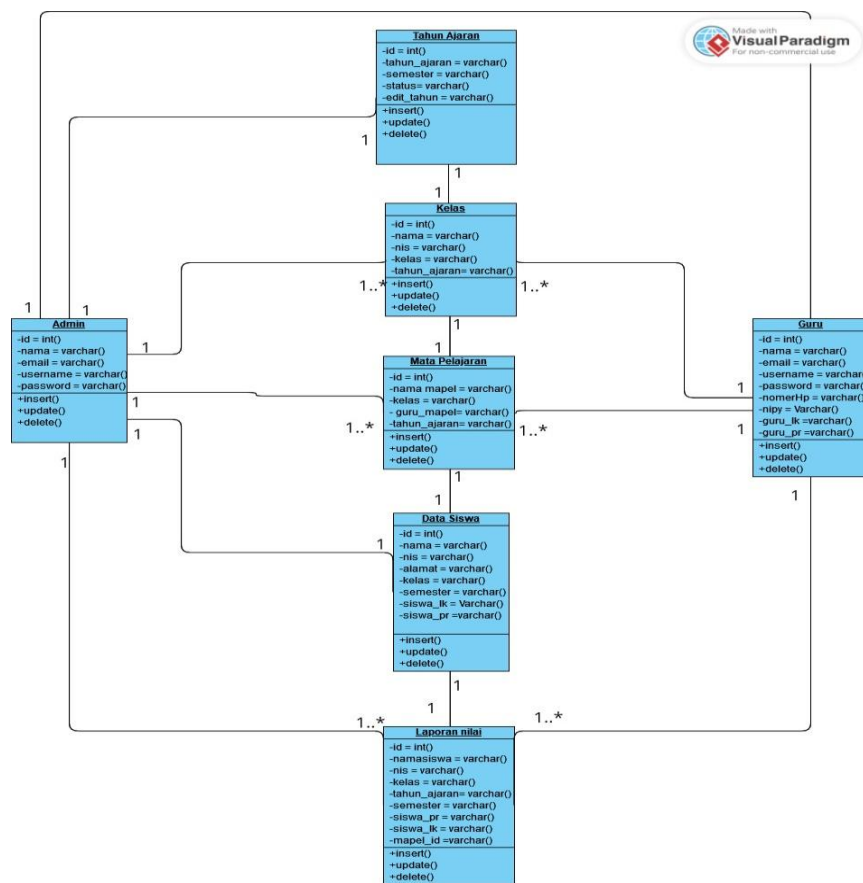 Made with
Visual Paradigm
For non-commercial use
Tahun Ajaran
-id = int()
-tahun_ajaran = varchar()
-semester = varchar()
-status= varchar()
-edit_tahun = varchar()
+insert()
+update()
+delete()
1
1
1
Kelas
-id = int()
-nama = varchar()
-nis = varchar()
-kelas = varchar()
-tahun_ajaran= varchar()
+insert()
+update()
+delete()
1..*
1..*
1
1
1
1
Admin
-id = int()
-nama = varchar()
-email = varchar()
-username = varchar()
-password = varchar()
+insert()
+update()
+delete()
1
1
1
Guru
-id = int()
-nama = varchar()
-email = varchar()
-username = varchar()
-password = varchar()
-nomerHp = varchar()
-nipy = Varchar()
-guru_lk =varchar()
-guru_pr =varchar()
+insert()
+update()
+delete()
1
1
1
Mata Pelajaran
-id = int()
-nama mapel = varchar()
-kelas = varchar()
- guru_mapel= varchar()
-tahun_ajaran= varchar()
+insert()
+update()
+delete()
1
1..*
1..*
1
1
Data Siswa
-id = int()
-nama = varchar()
-nis = varchar()
-alamat = varchar()
-kelas = varchar()
-semester = varchar()
-siswa_lk = Varchar()
-siswa_pr =varchar()
+insert()
+update()
+delete()
1
1
1
1..*
1..*
Laporan nilai
-id = int()
-namasiswa = varchar()
-nis = varchar()
-kelas = varchar()
-tahun_ajaran= varchar()
-semester = varchar()
-siswa_pr = varchar()
-siswa_lk = varchar()
-mapel_id =varchar()
+insert()
+update()
+delete()